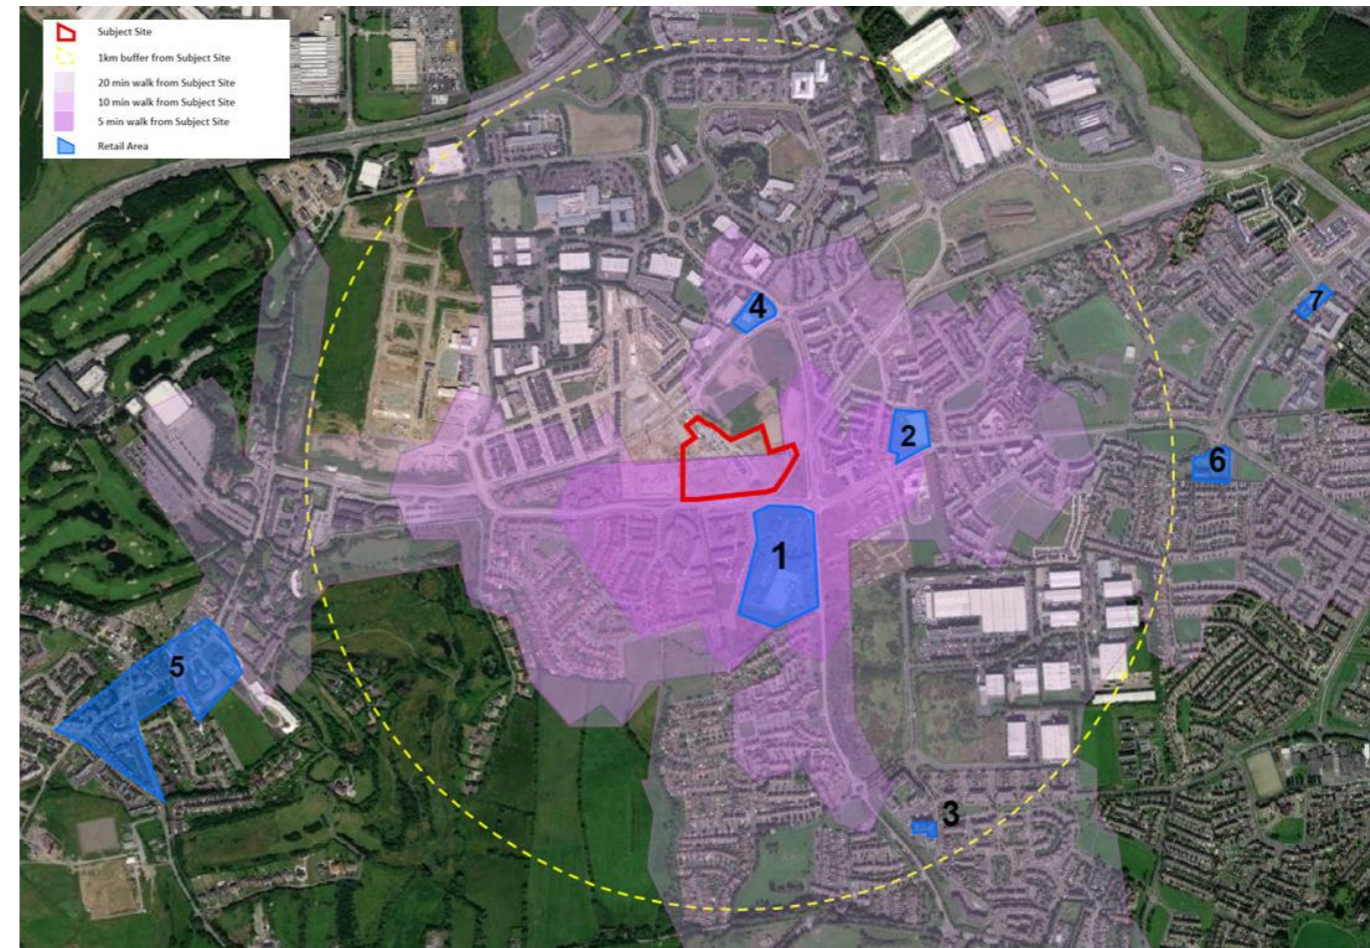 Subject Site
1km buffer from Subject Site
20 min walk from Subject Site
10 min walk from Subject Site
5 min walk from Subject Site
Retail Area
4
7
2
6
1
5
3